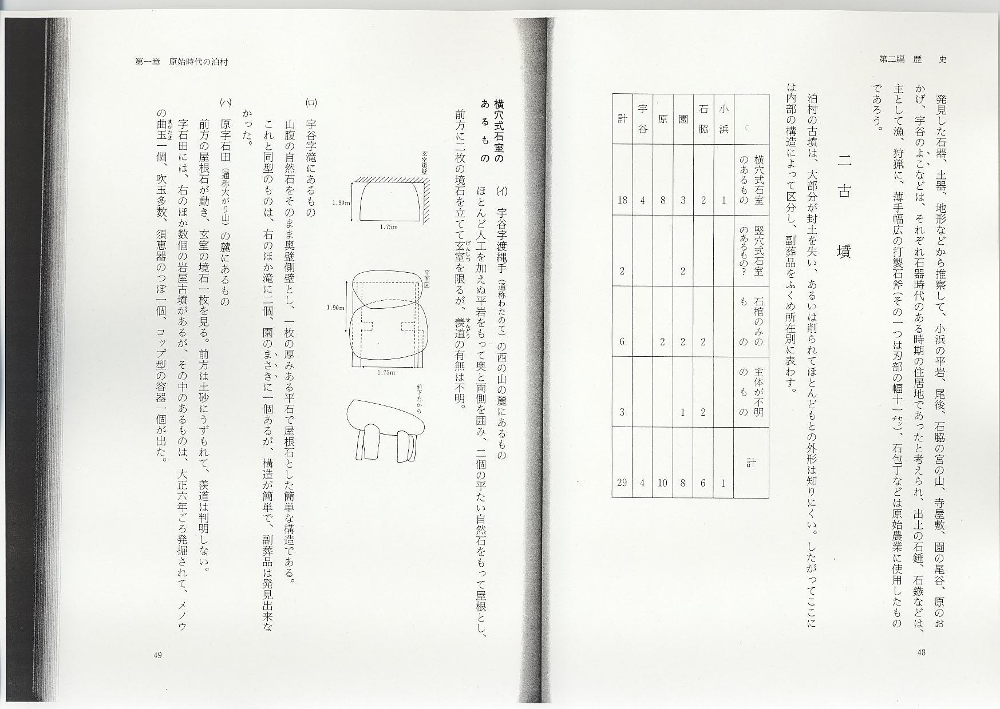 第二編　歴　史
発見した石器、土器、地形などから推察して、小浜の平岩、尾後、石脇の宮の山、寺屋敷、園の尾谷、原のお
かげ、宇谷のよこなどは、それぞれ石器時代のある時期の住居地であったと考えられ、出土の石錘、石鏃などは、
主として漁、狩猟に、薄手幅広の打製石斧(その一つは刃部の幅十一センチ)、石包丁などは原始農業に使用したもの
であろう。
二　古　墳
泊村の古墳は、大部分が封土を失い、あるいは削られてほとんどもとの外形は知りにくい。したがってここに
は内部の構造によって区分し、副葬品をふくめ所在別に表わす。
横穴式石室のあるもの　竪穴式石室のあるもの?　石棺のみのもの　主体が不明のもの　計
小浜　1　1
石脇　2　2　2　6
園　3　2　2　1　8
原　8　2　10
宇谷　4　4
計　18　2　6　3　29
48
第一章　原始時代の泊村
横穴式石室の
あるもの
(イ)　宇谷字渡縄手(通称わたのて)の西の山の麓にあるもの
ほとんど人工を加えぬ平岩をもって奥と両側を囲み、二個の平たい自然石をもって屋根とし、
前方に二枚の境石を立てて玄室げんしつを限るが、羨道せんどうの有無は不明。
玄室奥壁
1.90m
1.75m
平面図
1.90m
1.75m
前下方から
(ロ)　宇谷字滝にあるもの
山腹の自然石をそのまま奥壁側壁とし、一枚の厚みある平石で屋根石とした簡単な構造である。
これと同型のものは、右のほか滝に二個、園のまさきに一個あるが、構造が簡単で、副葬品は発見出来な
かった。
(ハ)　原字石田(通称大がり山)の麓にあるもの
前方の屋根石が動き、玄室の境石一枚を見る。前方は土砂にうずもれて、羨道は判明しない。
字石田には、右のほか数個の岩屋古墳があるが、その中のあるものは、大正六年ごろ発掘されて、メノウ
の曲玉まがたま一個、吹玉多数、須恵器のつぼ一個、コップ型の容器一個が出た。
49